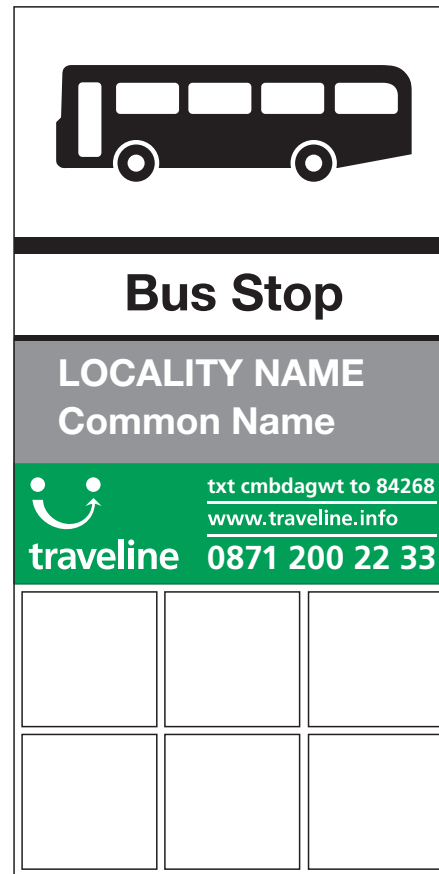 Bus Stop
LOCALITY NAME
Common Name
traveline
txt cmbdagwt to 84268
www.traveline.info
0871 200 22 33